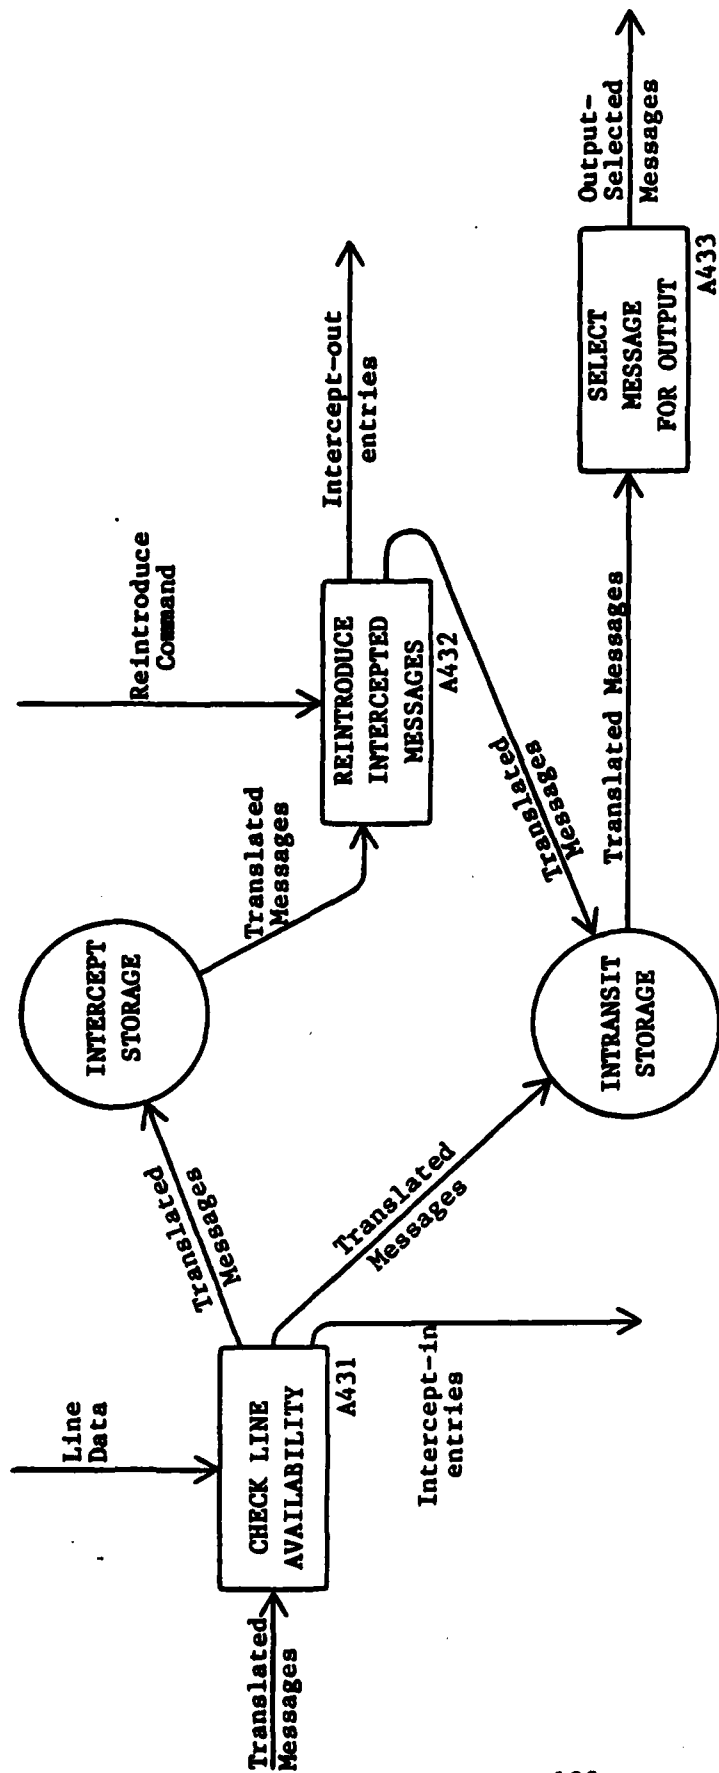 Translated
Messages
Line
Data
CHECK LINE
AVAILABILITY
A431
Intercept-in
entries
Translated
Messages
Translated
Messages
INTERCEPT
STORAGE
Translated
Messages
Reintroduce
Command
REINTRODUCE
INTERCEPTED
MESSAGES
A432
Intercept-out
entries
Translated
Messages
INTRANSIT
STORAGE
Translated Messages
SELECT
MESSAGE
FOR OUTPUT
A433
Output-
Selected
Messages